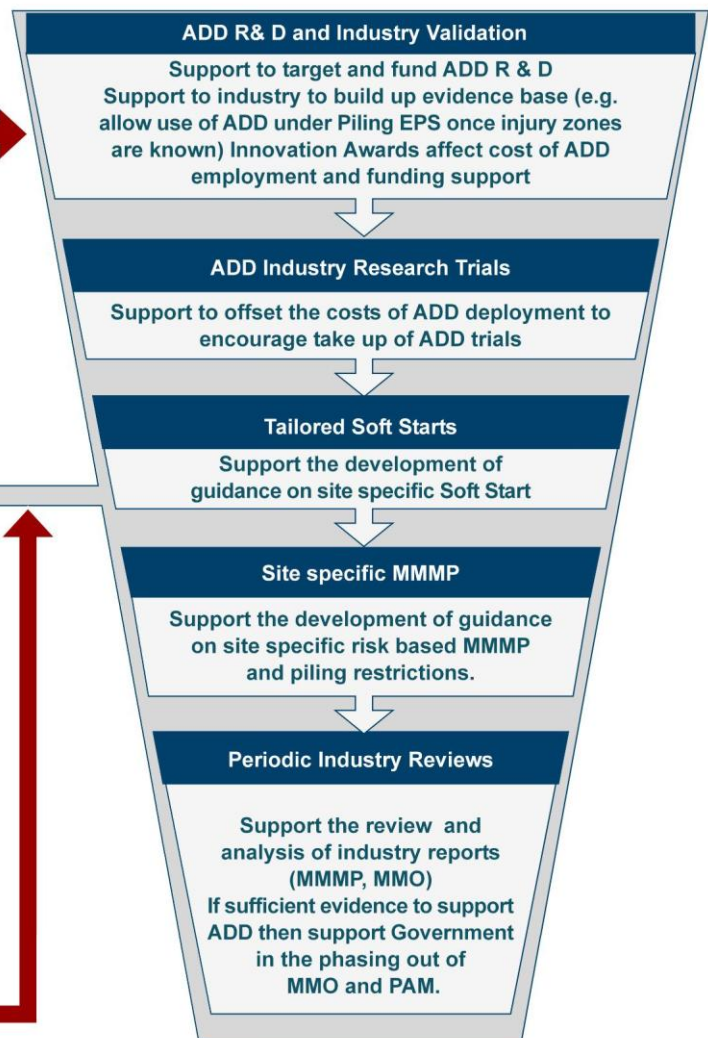 ADD R& D and Industry Validation
Support to target and fund ADD R & D
Support to industry to build up evidence base (e.g.
allow use of ADD under Piling EPS once injury zones
are known) Innovation Awards affect cost of ADD
employment and funding support
ADD Industry Research Trials
Support to offset the costs of ADD deployment to
encourage take up of ADD trials
Tailored Soft Starts
Support the development of
guidance on site specific Soft Start
Site specific MMMP
Support the development of guidance
on site specific risk based MMMP
and piling restrictions.
Periodic Industry Reviews
Support the review and
analysis of industry reports
(MMMP, MMO)
If sufficient evidence to support
ADD then support Government
in the phasing out of
MMO and PAM.